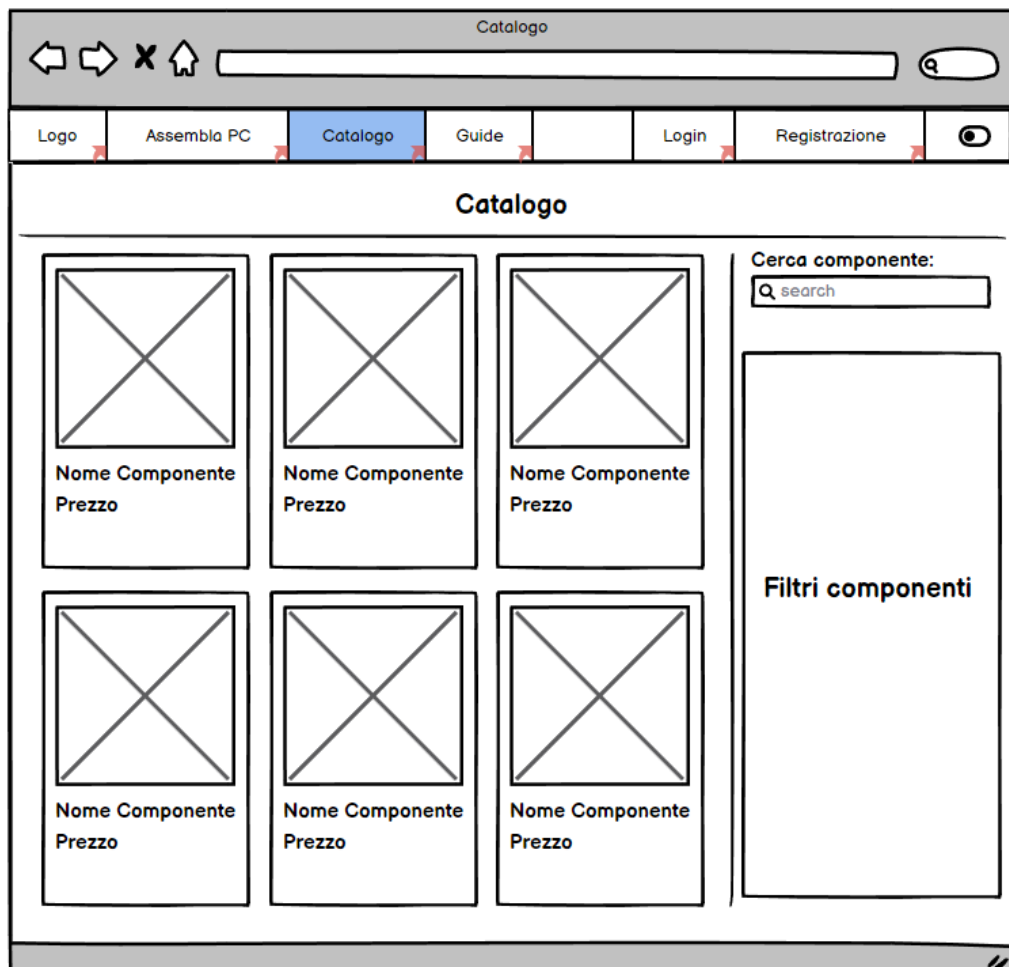 Catalogo
Logo Assembla PC Catalogo Guide Login Registrazione
Catalogo
Cerca componente:
search
Nome Componente Nome Componente Nome Componente
Prezzo Prezzo Prezzo
Filtri componenti
Nome Componente Nome Componente Nome Componente
Prezzo Prezzo Prezzo